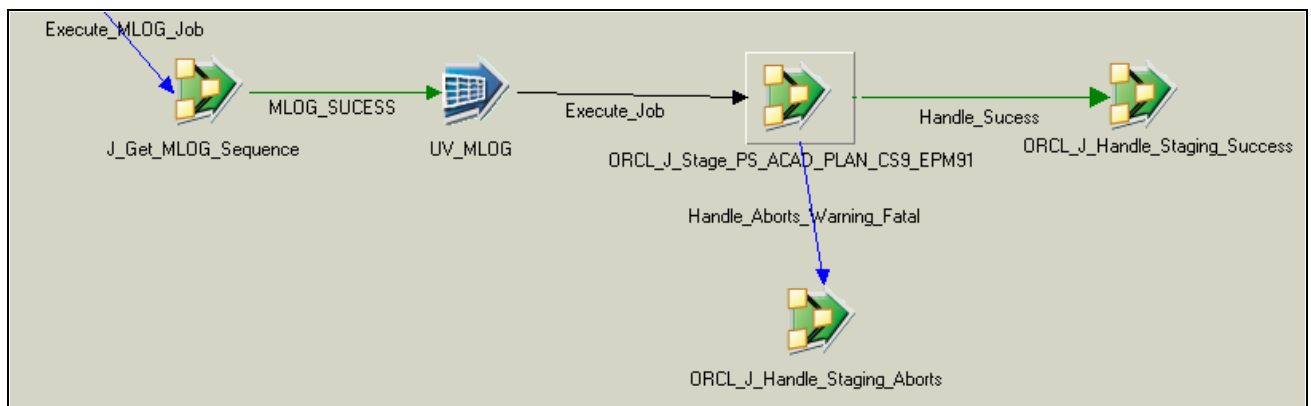 Execute_MLOG_Job
MLOG_SUCESS
Execute_Job
Handle_Sucess
J_Get_MLOG_Sequence
UV_MLOG
ORCL_J_Stage_PS_ACAD_PLAN_CS9_EPM91
ORCL_J_Handle_Staging_Success
Handle_Aborts_Warning_Fatal
ORCL_J_Handle_Staging_Aborts